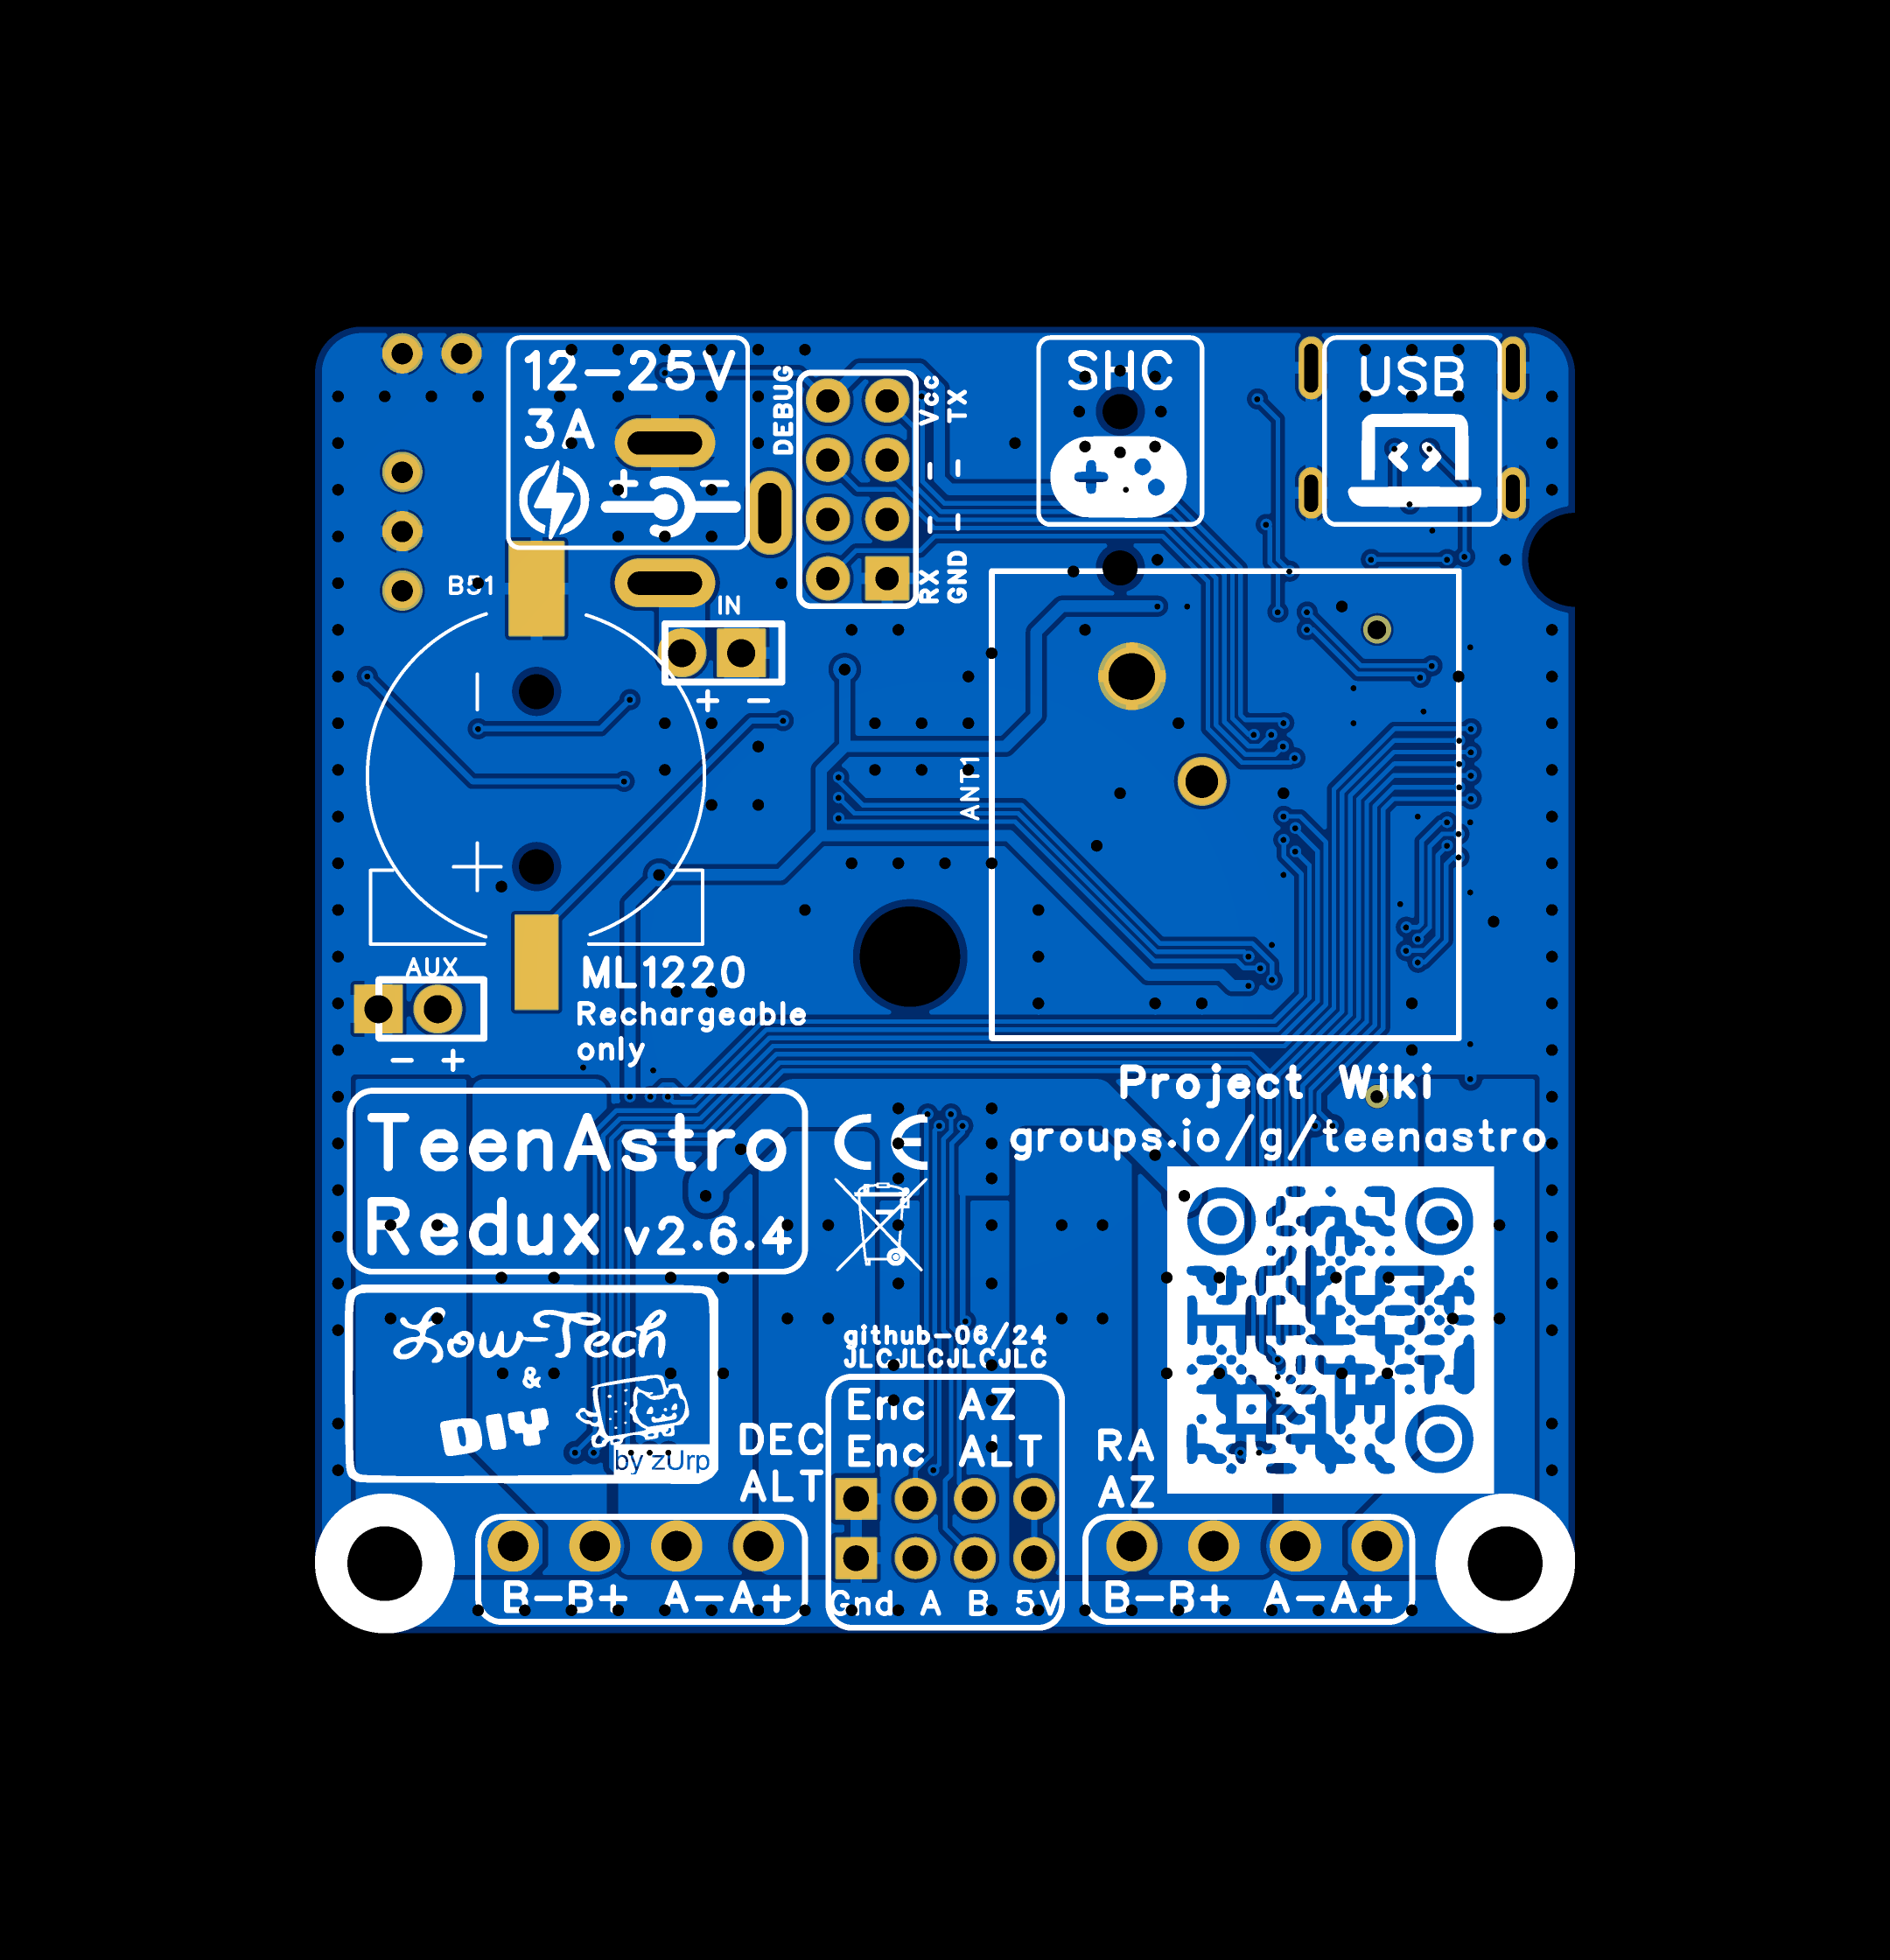 12-25V
3A
+ -
DEBUG
Vcc
TX
- -
- -
RX
GND
SHC
USB
IN
+ -
-
+
ANT1
AUX
- +
ML1220
Rechargeable
only
Project Wiki
groups.io/g/teenastro
TeenAstro
Redux v2.6.4
CE
Low-Tech
&
DIY
by zUrp
github-06/24
JLCJLCJLCJLC
Enc AZ
Enc ALT
DEC
ALT
RA
AZ
B-B+ A-A+
Gnd A B 5V
B-B+ A-A+